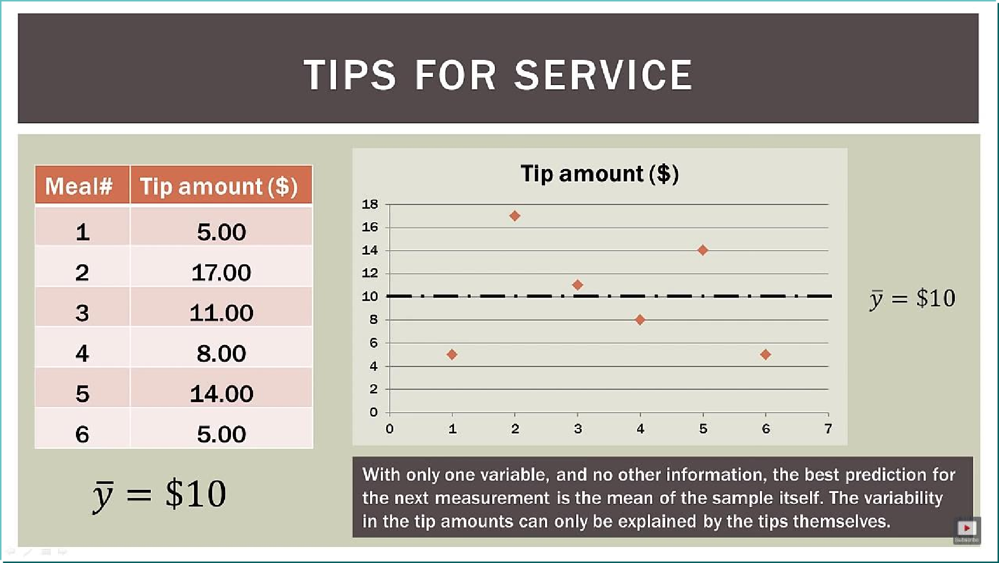 TIPS FOR SERVICE
Meal# Tip amount ($)
1 5.00
2 17.00
3 11.00
4 8.00
5 14.00
6 5.00
ȳ = $10
Tip amount ($)
18
16
14
12
10
8
6
4
2
0
0 1 2 3 4 5 6 7
ȳ = $10
With only one variable, and no other information, the best prediction for
the next measurement is the mean of the sample itself. The variability
in the tip amounts can only be explained by the tips themselves.
Subscribe